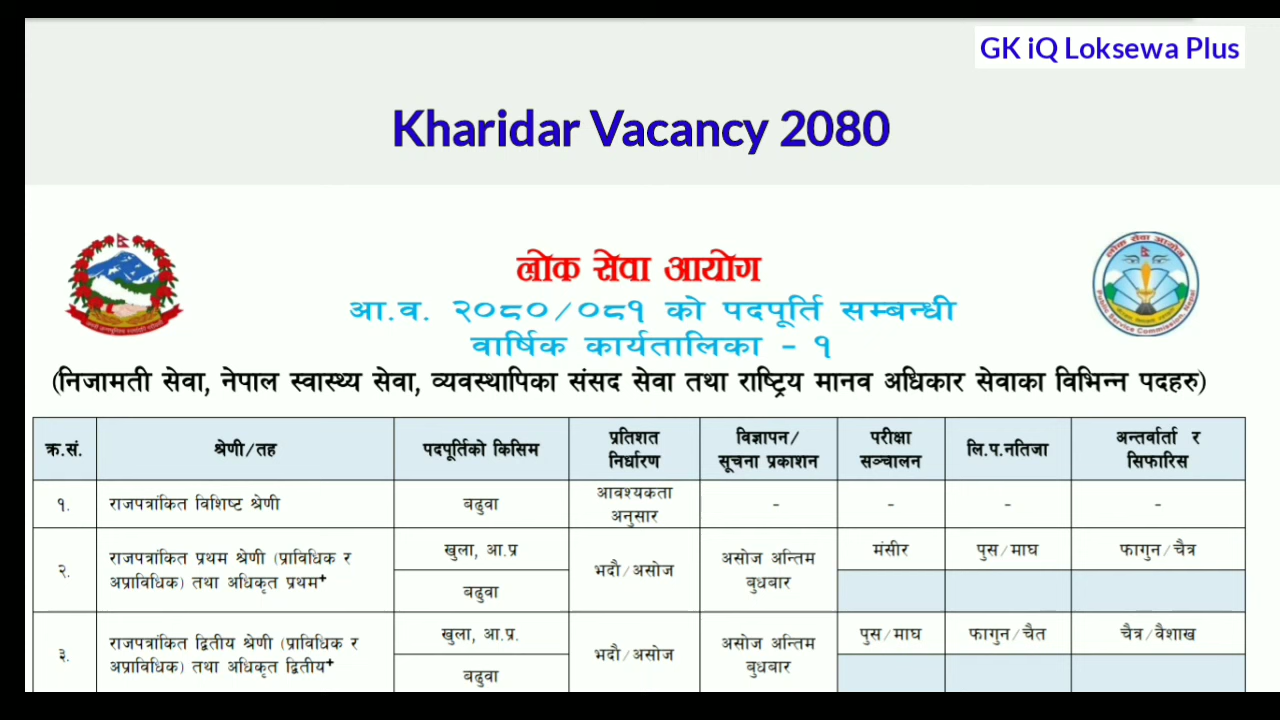 GK iQ Loksewa Plus
Kharidar Vacancy 2080
लोक सेवा आयोग
आ.व. २०८०/०८१ को पदपूर्ति सम्बन्धी
वार्षिक कार्यतालिका - १
(निजामती सेवा, नेपाल स्वास्थ्य सेवा, व्यवस्थापिका संसद सेवा तथा राष्ट्रिय मानव अधिकार सेवाका विभिन्न पदहरु)
क्र.सं. श्रेणी/तह पदपूर्तिको किसिम प्रतिशत निर्धारण विज्ञापन/ सूचना प्रकाशन परीक्षा सञ्चालन लि.प.नतिजा अन्तर्वार्ता र सिफारिस
१. राजपत्रांकित विशिष्ट श्रेणी बढुवा आवश्यकता अनुसार - - - -
२. राजपत्रांकित प्रथम श्रेणी (प्राविधिक र अप्राविधिक) तथा अधिकृत प्रथम+ खुला, आ.प्र भदौ/असोज असोज अन्तिम बुधबार मंसीर पुस/माघ फागुन/चैत्र
बढुवा
३. राजपत्रांकित द्वितीय श्रेणी (प्राविधिक र अप्राविधिक) तथा अधिकृत द्वितीय+ खुला, आ.प्र. भदौ/असोज असोज अन्तिम बुधबार पुस/माघ फागुन/चैत चैत्र/वैशाख
बढुवा